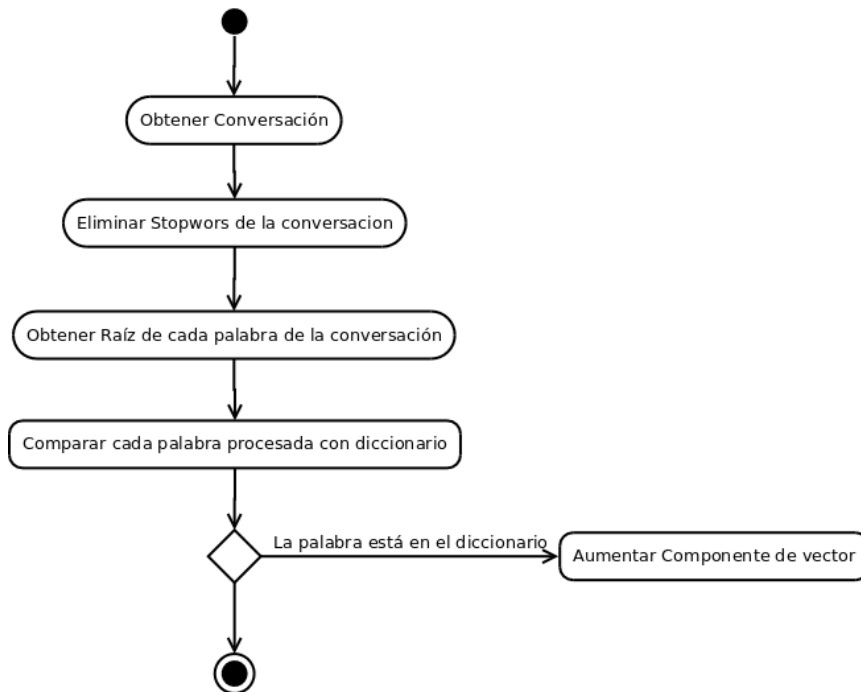 Obtener Conversación
Eliminar Stopwors de la conversacion
Obtener Raíz de cada palabra de la conversación
Comparar cada palabra procesada con diccionario
La palabra está en el diccionario
Aumentar Componente de vector